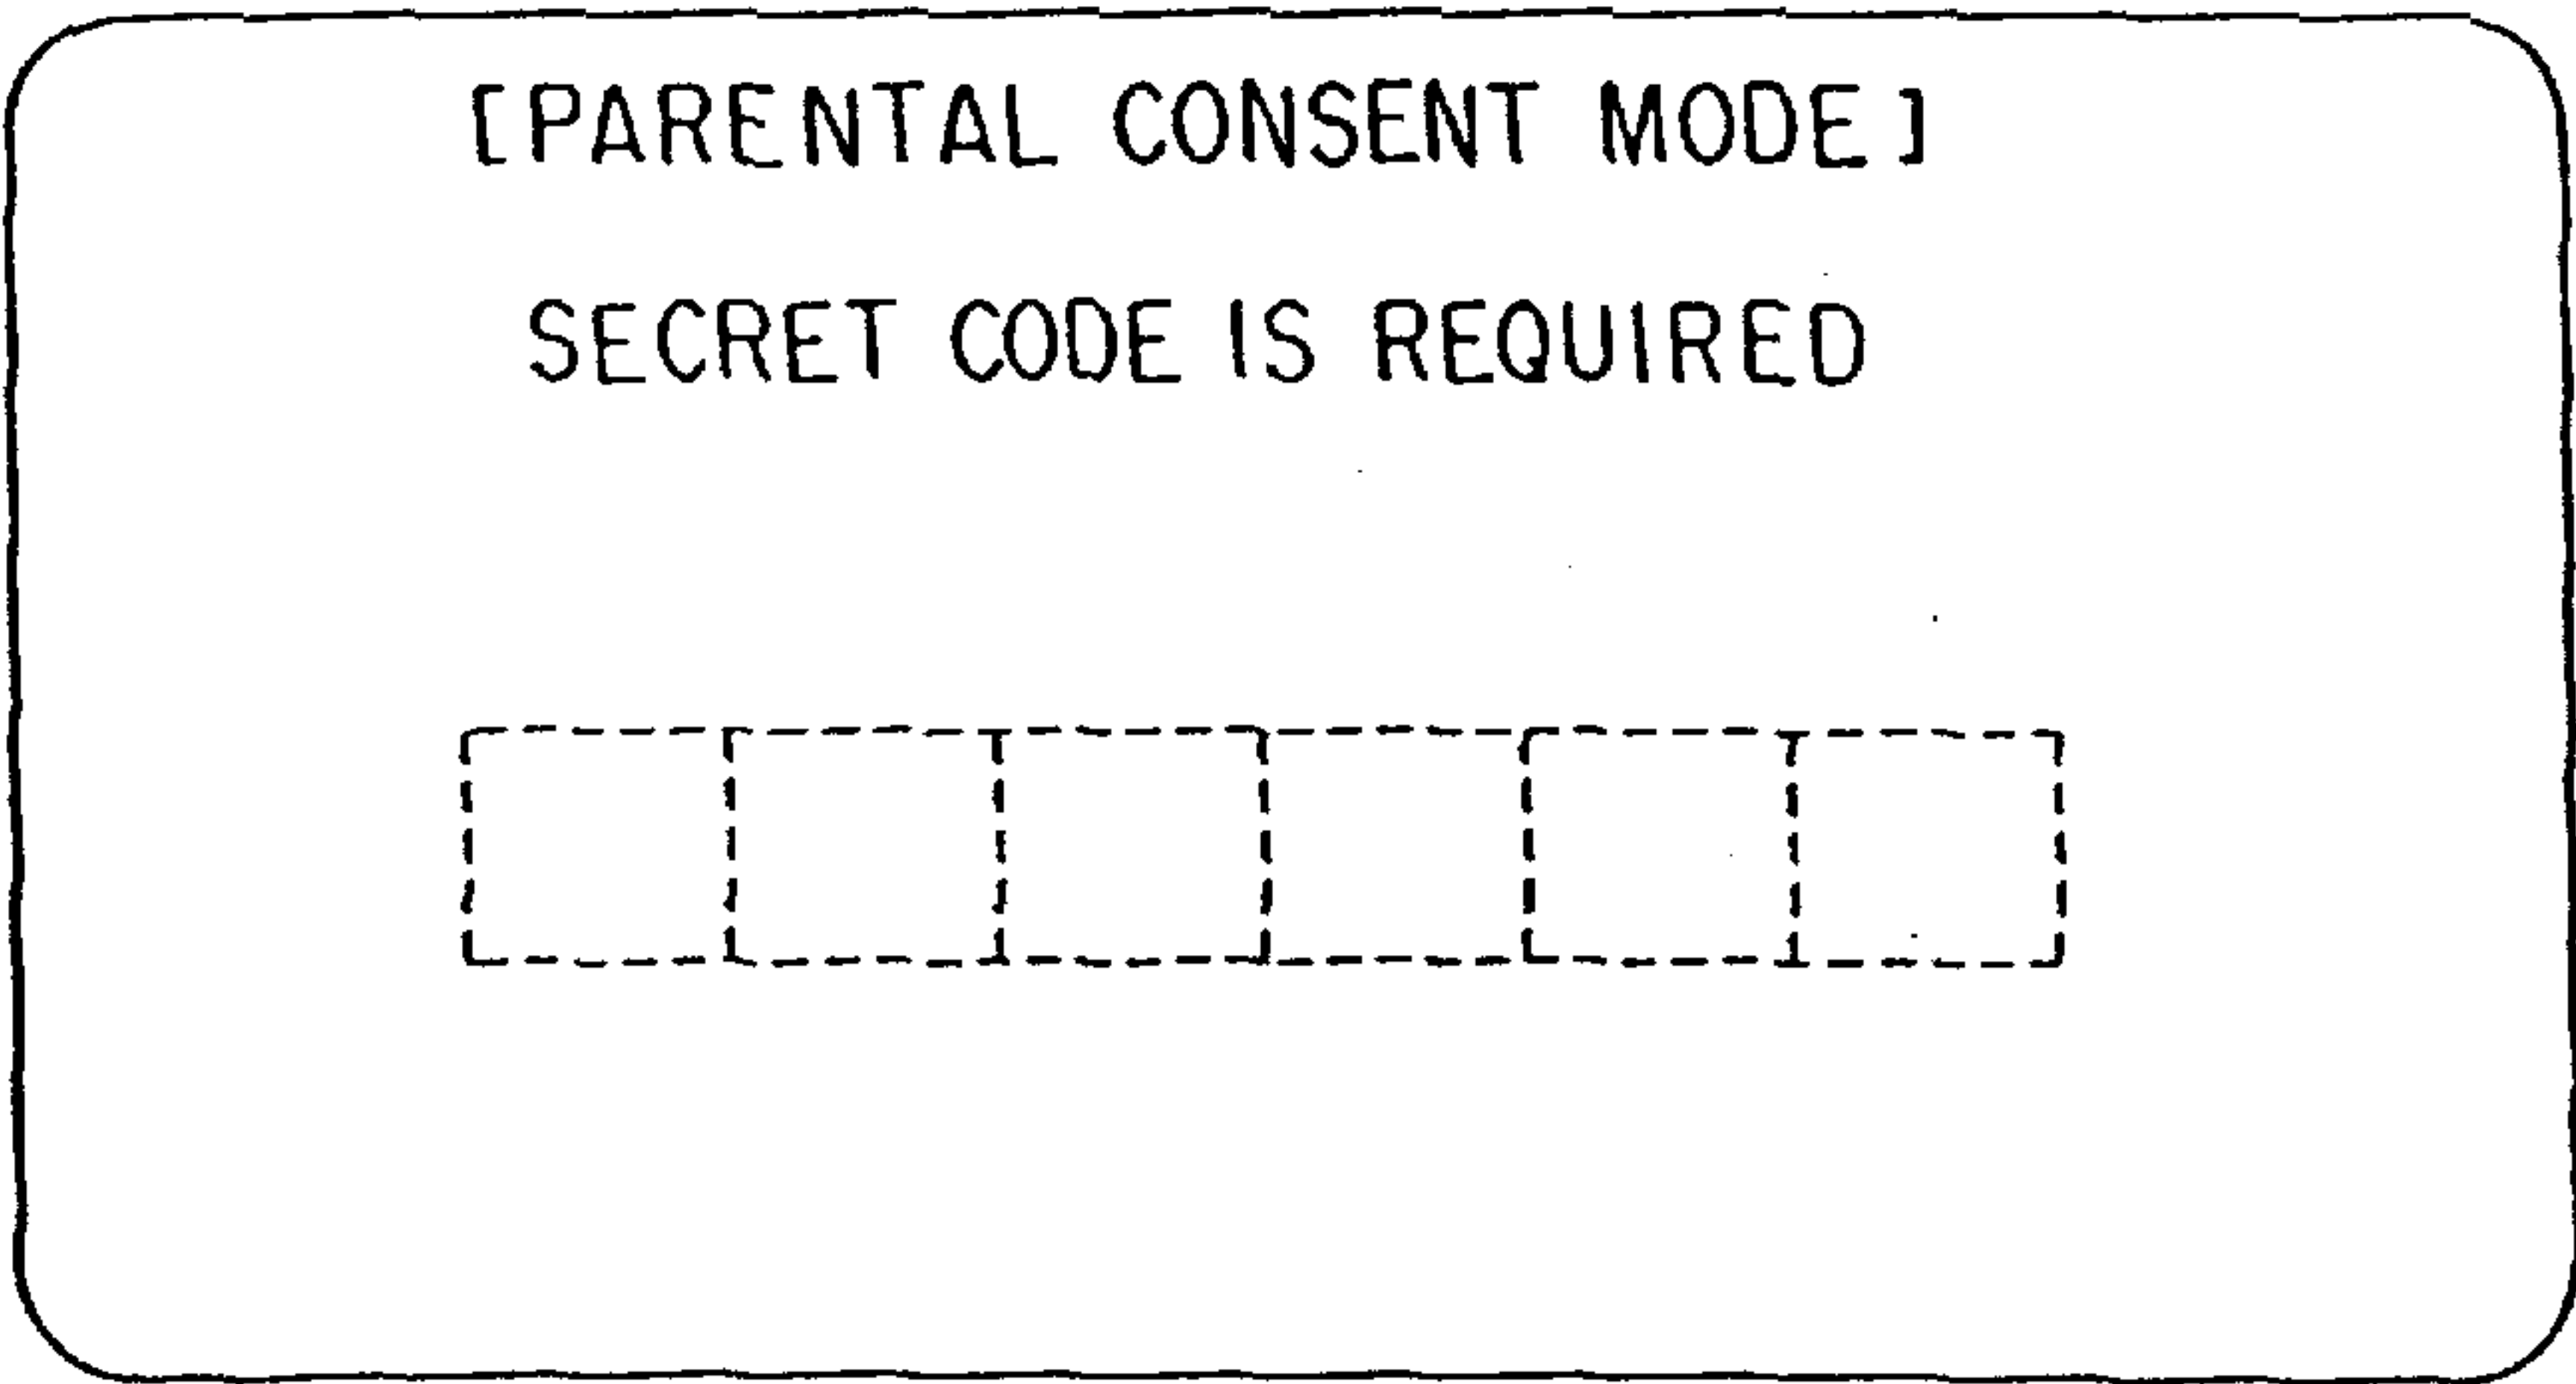 [PARENTAL CONSENT MODE]
SECRET CODE IS REQUIRED